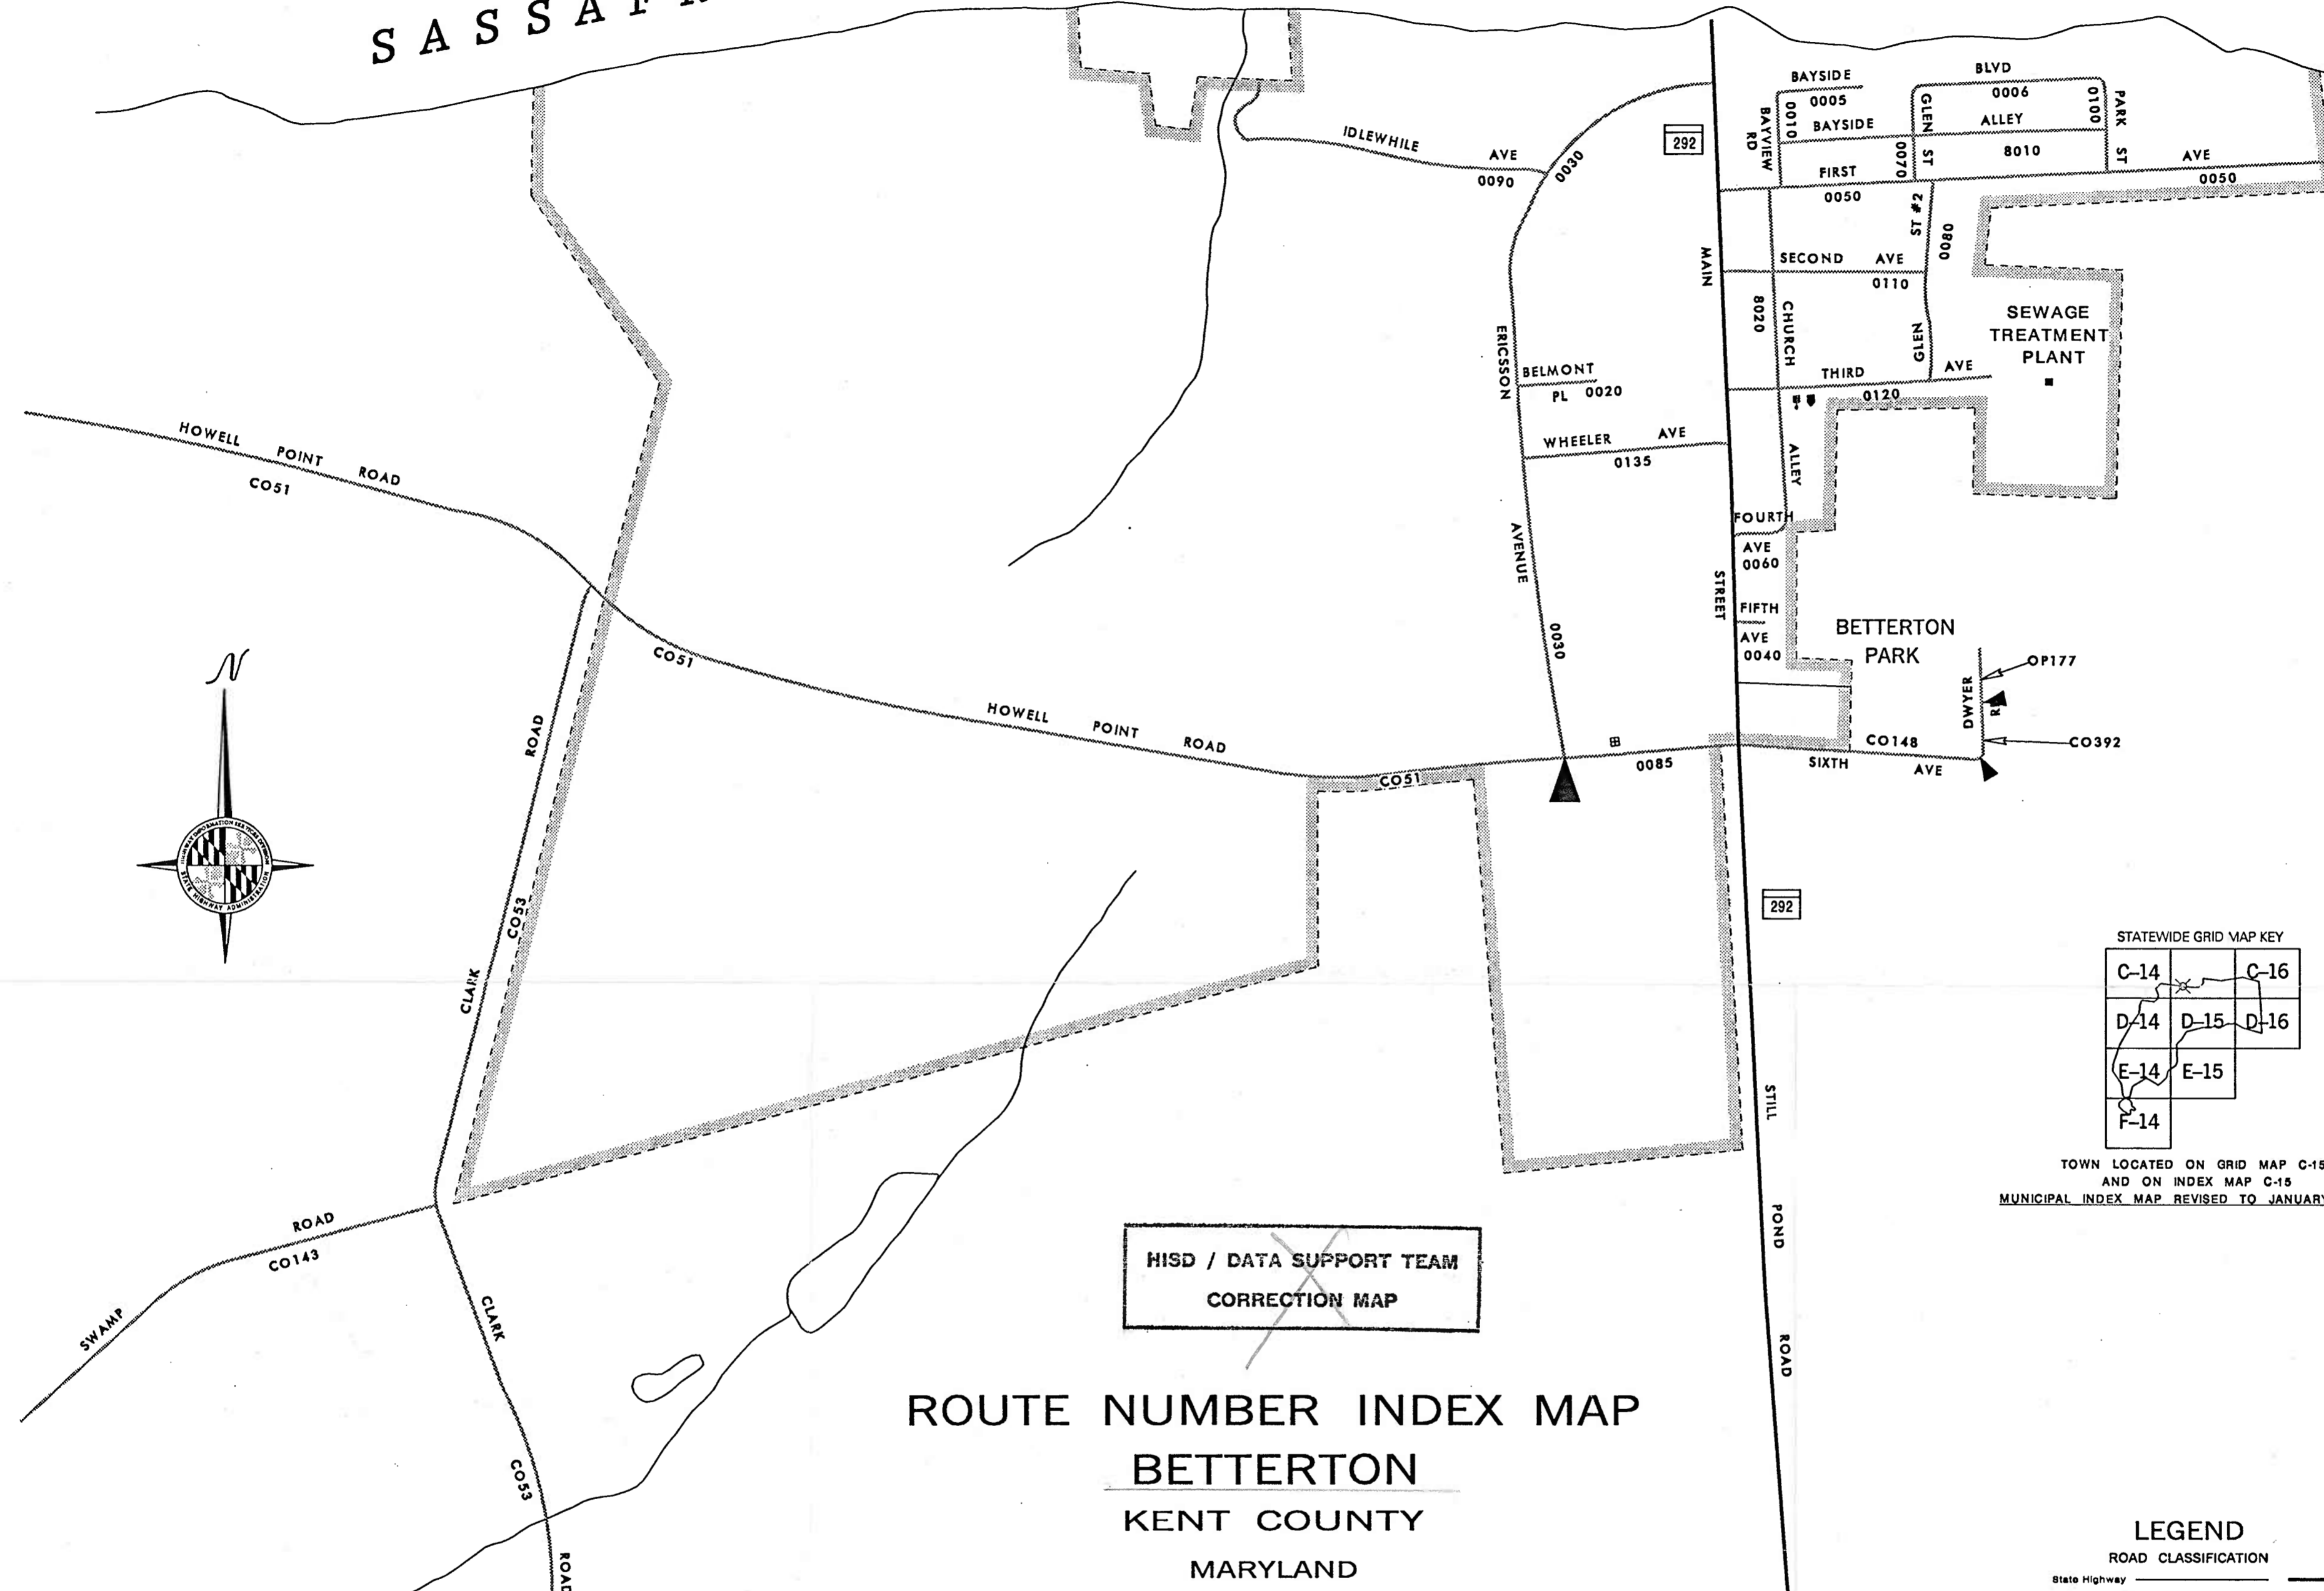 SASSAF
BAYSIDE
0005
BLVD
0006
BAYVIEW
RD
0010
BAYSIDE
ALLEY
8010
GLEN
ST
0070
0100
PARK
ST
292
IDLEWHILE
AVE
0090
0030
FIRST
AVE
0050
0050
ST #2
0080
GLEN
MAIN
SECOND AVE
0110
8020
CHURCH
SEWAGE
TREATMENT
PLANT
ERICSSON
BELMONT
PL 0020
THIRD
AVE
0120
WHEELER AVE
0135
ALLEY
HOWELL POINT ROAD
CO51
FOURTH
AVE
0060
AVENUE
STREET
FIFTH
AVE
0040
0030
BETTERTON
PARK
OP177
DWYER
CO392
CO51
HOWELL POINT ROAD
CO51
0085
CO148
SIXTH AVE
N
HIGHWAY INFORMATION SERVICES DIVISION
STATE HIGHWAY ADMINISTRATION
ROAD
CO53
CLARK
292
STATEWIDE GRID MAP KEY
C-14 C-16
D-14 D-15 D-16
E-14 E-15
F-14
TOWN LOCATED ON GRID MAP C-15
AND ON INDEX MAP C-15
MUNICIPAL INDEX MAP REVISED TO JANUARY
STILL
POND
ROAD
ROAD
CO143
SWAMP
CLARK
CO53
ROAD
HISD / DATA SUPPORT TEAM
CORRECTION MAP
ROUTE NUMBER INDEX MAP
BETTERTON
KENT COUNTY
MARYLAND
LEGEND
ROAD CLASSIFICATION
State Highway